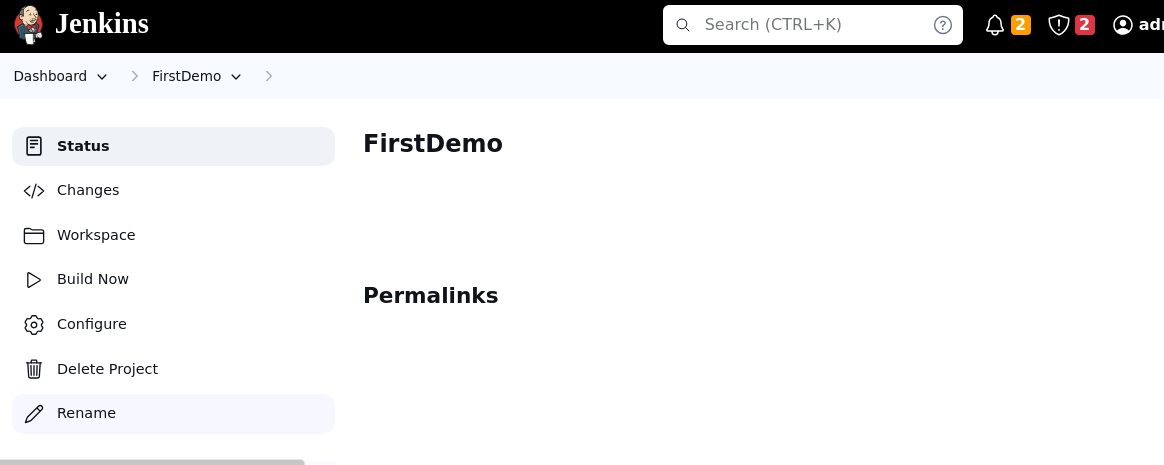 Jenkins
Search (CTRL+K)
2
2
Dashboard
FirstDemo
Status
Changes
Workspace
Build Now
Configure
Delete Project
Rename
FirstDemo
Permalinks